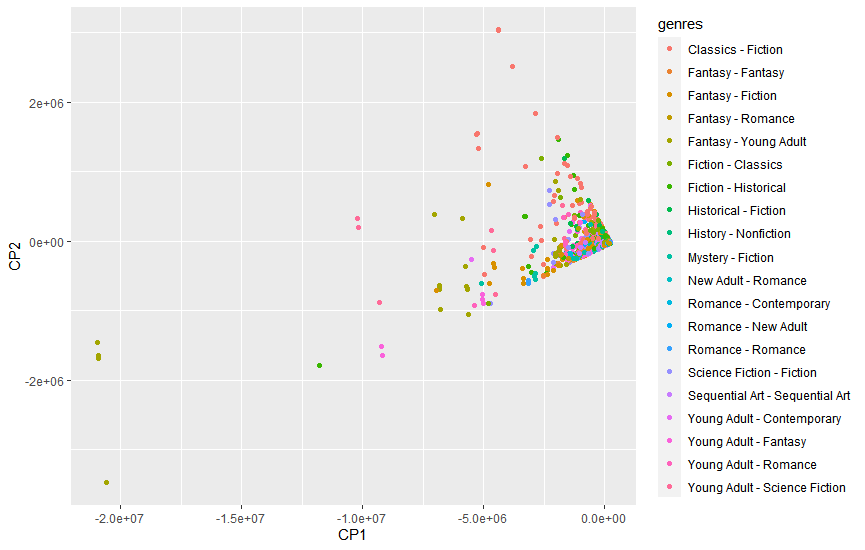 genres
Classics - Fiction
Fantasy - Fantasy
Fantasy - Fiction
Fantasy - Romance
Fantasy - Young Adult
Fiction - Classics
Fiction - Historical
Historical - Fiction
History - Nonfiction
Mystery - Fiction
New Adult - Romance
Romance - Contemporary
Romance - New Adult
Romance - Romance
Science Fiction - Fiction
Sequential Art - Sequential Art
Young Adult - Contemporary
Young Adult - Fantasy
Young Adult - Romance
Young Adult - Science Fiction
CP2
2e+06
0e+00
-2e+06
-2.0e+07 -1.5e+07 -1.0e+07 -5.0e+06 0.0e+00
CP1